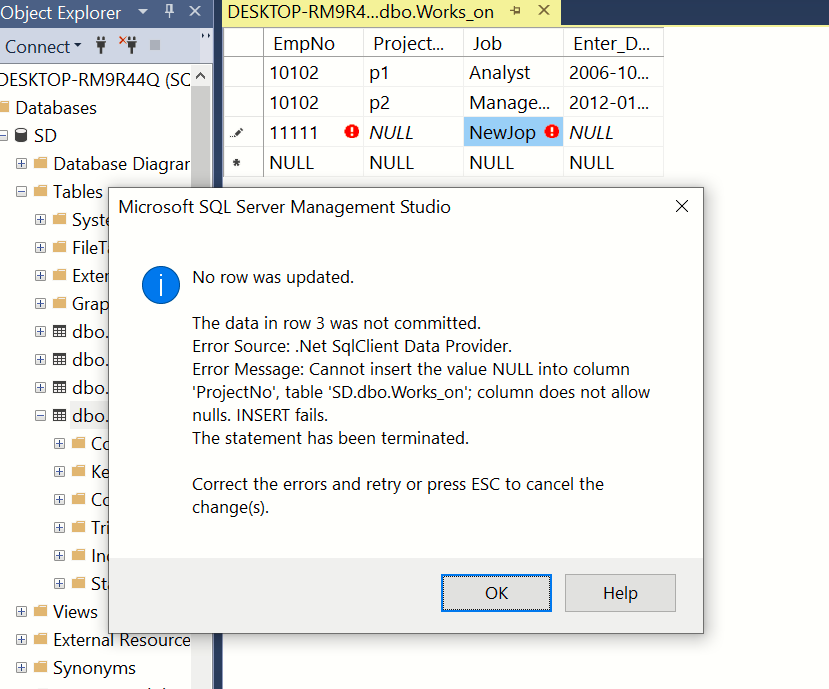 Object Explorer
Connect
DESKTOP-RM9R44Q (SC
Databases
SD
Database Diagrar
Tables
Syste
FileTa
Exter
Grap
dbo.
dbo.
dbo.
dbo.
Co
Ke
Co
Tri
Inc
Sta
Views
External Resource
Synonyms
DESKTOP-RM9R4...dbo.Works_on
EmpNo Project... Job Enter_D...
10102 p1 Analyst 2006-10...
10102 p2 Manage... 2012-01...
11111 NULL NewJop NULL
NULL NULL NULL NULL
Microsoft SQL Server Management Studio
No row was updated.
The data in row 3 was not committed.
Error Source: .Net SqlClient Data Provider.
Error Message: Cannot insert the value NULL into column
'ProjectNo', table 'SD.dbo.Works_on'; column does not allow
nulls. INSERT fails.
The statement has been terminated.
Correct the errors and retry or press ESC to cancel the
change(s).
OK Help